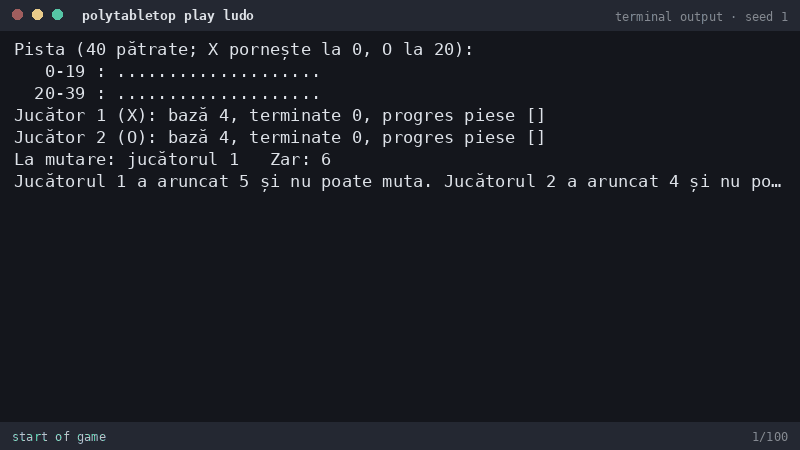 polytabletop play ludo
terminal output · seed 1
Pista (40 pătrate; X pornește la 0, O la 20):
0-19 : ....................
20-39 : ....................
Jucător 1 (X): bază 4, terminate 0, progres piese []
Jucător 2 (O): bază 4, terminate 0, progres piese []
La mutare: jucătorul 1   Zar: 6
Jucătorul 1 a aruncat 5 și nu poate muta. Jucătorul 2 a aruncat 4 și nu po…
start of game
1/100